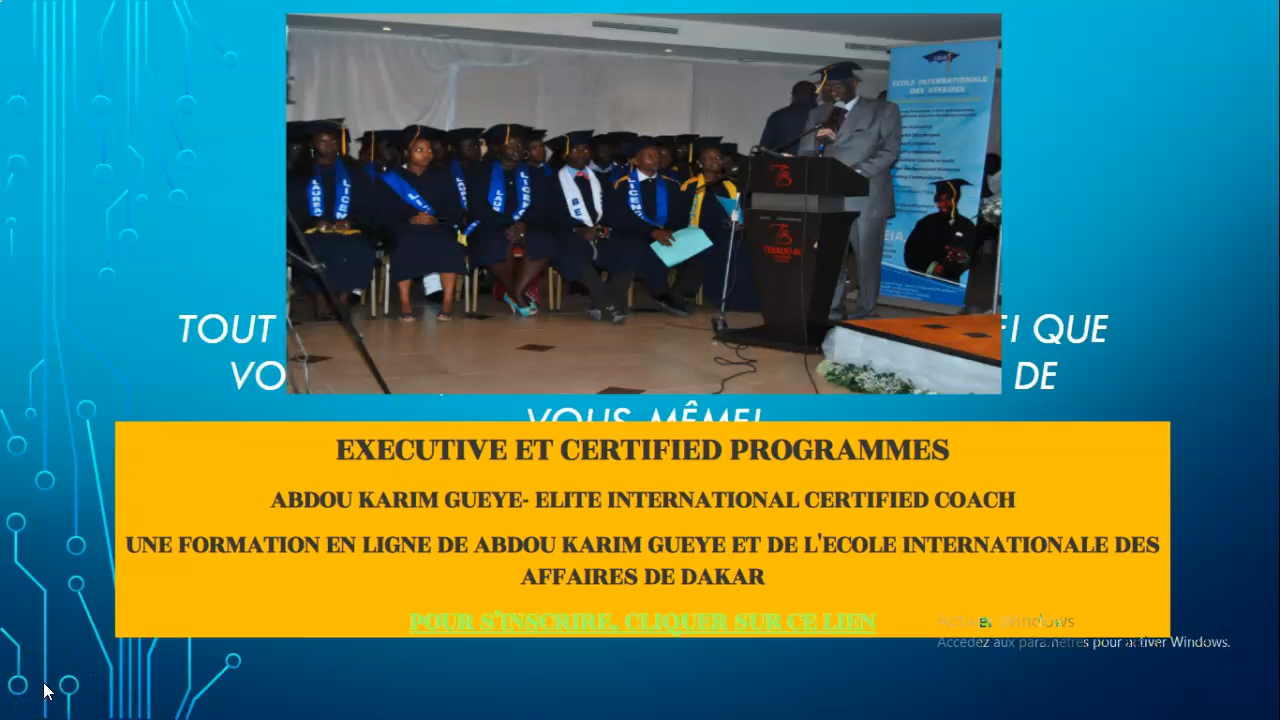 ECOLE INTERNATIONALE
DES AFFAIRES
TOUT
FI QUE
VO
DE
VOUS-MÊME!
EXECUTIVE ET CERTIFIED PROGRAMMES
ABDOU KARIM GUEYE- ELITE INTERNATIONAL CERTIFIED COACH
UNE FORMATION EN LIGNE DE ABDOU KARIM GUEYE ET DE L'ECOLE INTERNATIONALE DES
AFFAIRES DE DAKAR
POUR S'INSCRIRE, CLIQUER SUR CE LIEN
Activer Windows
Accédez aux paramètres pour activer Windows.